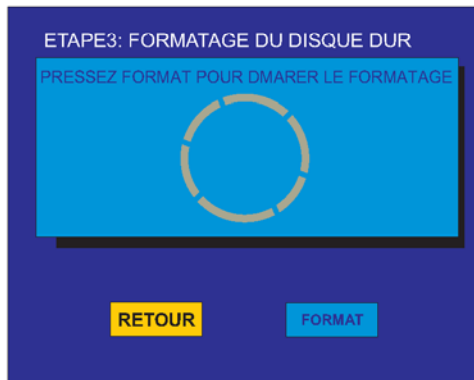 ETAPE3: FORMATAGE DU DISQUE DUR
PRESSEZ FORMAT POUR DMARER LE FORMATAGE
RETOUR
FORMAT